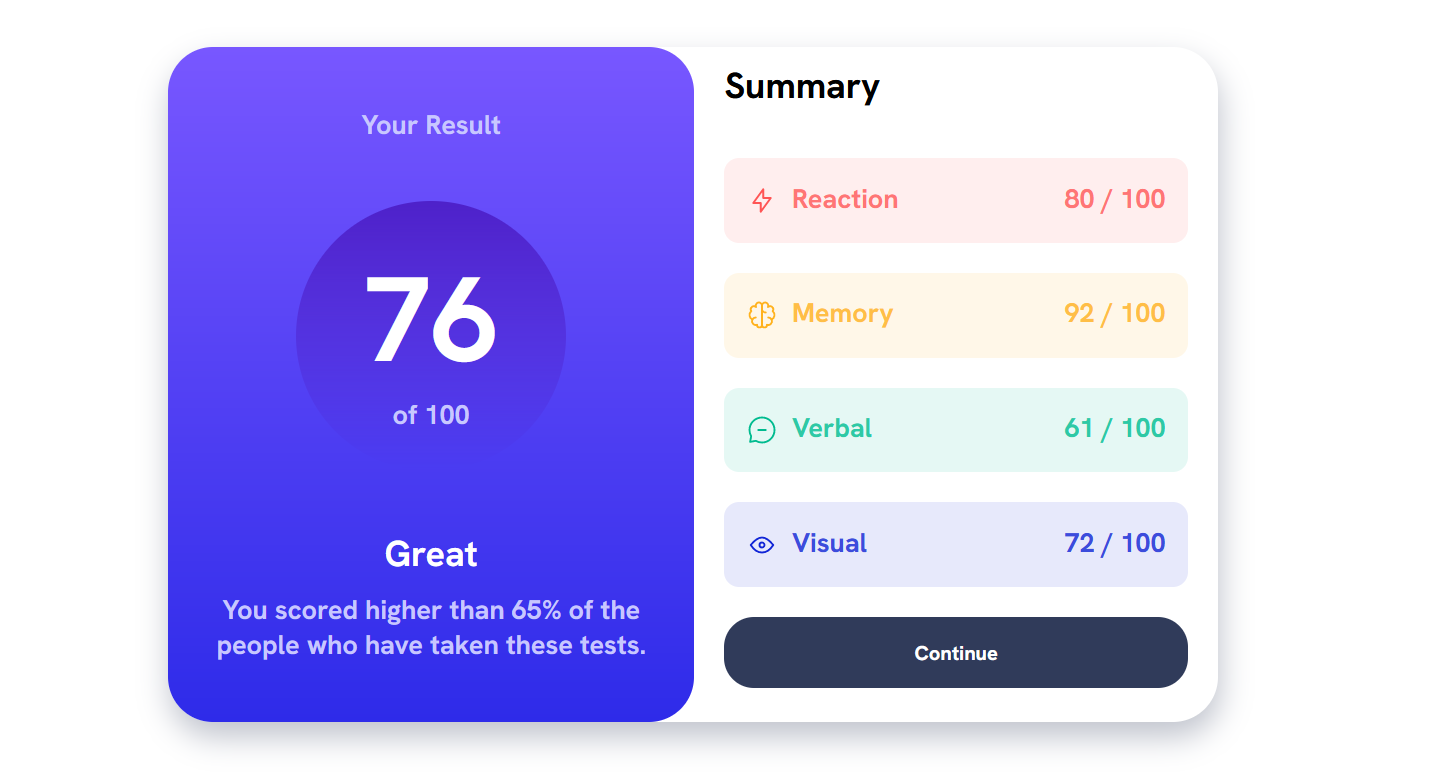 Your Result
76
of 100
Great
You scored higher than 65% of the
people who have taken these tests.
Summary
Reaction 80 / 100
Memory 92 / 100
Verbal 61 / 100
Visual 72 / 100
Continue